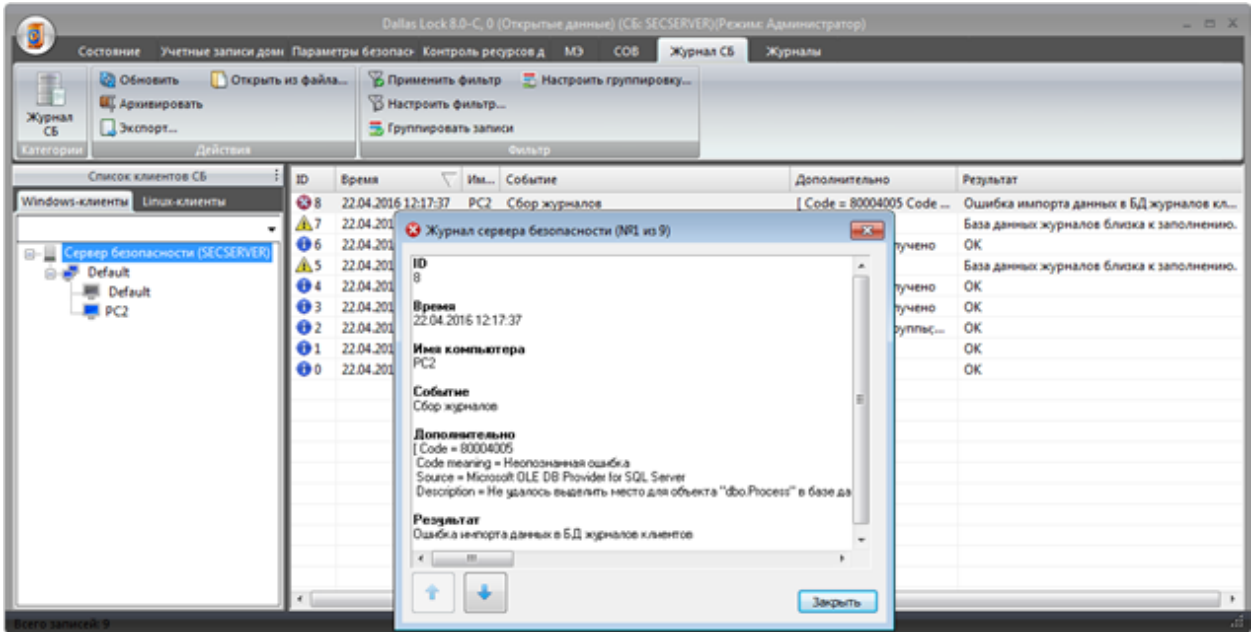 Dallas Lock 8.0-C, 0 (Открытые данные) (СБ: SECSERVER)(Режим: Администратор)
Состояние Учетные записи доме Параметры безопасн Контроль ресурсов д МЭ СОВ Журнал СБ Журналы
Журнал СБ
Обновить Открыть из файла...
Архивировать
Экспорт...
Применить фильтр Настроить группировку...
Настроить фильтр...
Группировать записи
Категории Действия Фильтр
Список клиентов СБ
Windows-клиенты Linux-клиенты
Сервер безопасности (SECSERVER)
Default
Default
PC2
ID Время Им... Событие Дополнительно Результат
8 22.04.2016 12:17:37 PC2 Сбор журналов [ Code = 80004005 Code ... Ошибка импорта данных в БД журналов кл...
7 22.04.201 База данных журналов близка к заполнению.
6 22.04.201 лучено OK
5 22.04.201 База данных журналов близка к заполнению.
4 22.04.201 лучено OK
3 22.04.201 лучено OK
2 22.04.201 OK
1 22.04.201 OK
0 22.04.201 OK
Журнал сервера безопасности (№1 из 9)
ID
8
Время
22.04.2016 12:17:37
Имя компьютера
PC2
Событие
Сбор журналов
Дополнительно
[ Code = 80004005
Code meaning = Неопознанная ошибка
Source = Microsoft OLE DB Provider for SQL Server
Description = Не удалось выделить место для объекта "dbo.Process" в базе да
Результат
Ошибка импорта данных в БД журналов клиентов
Закрыть
Всего записей: 9